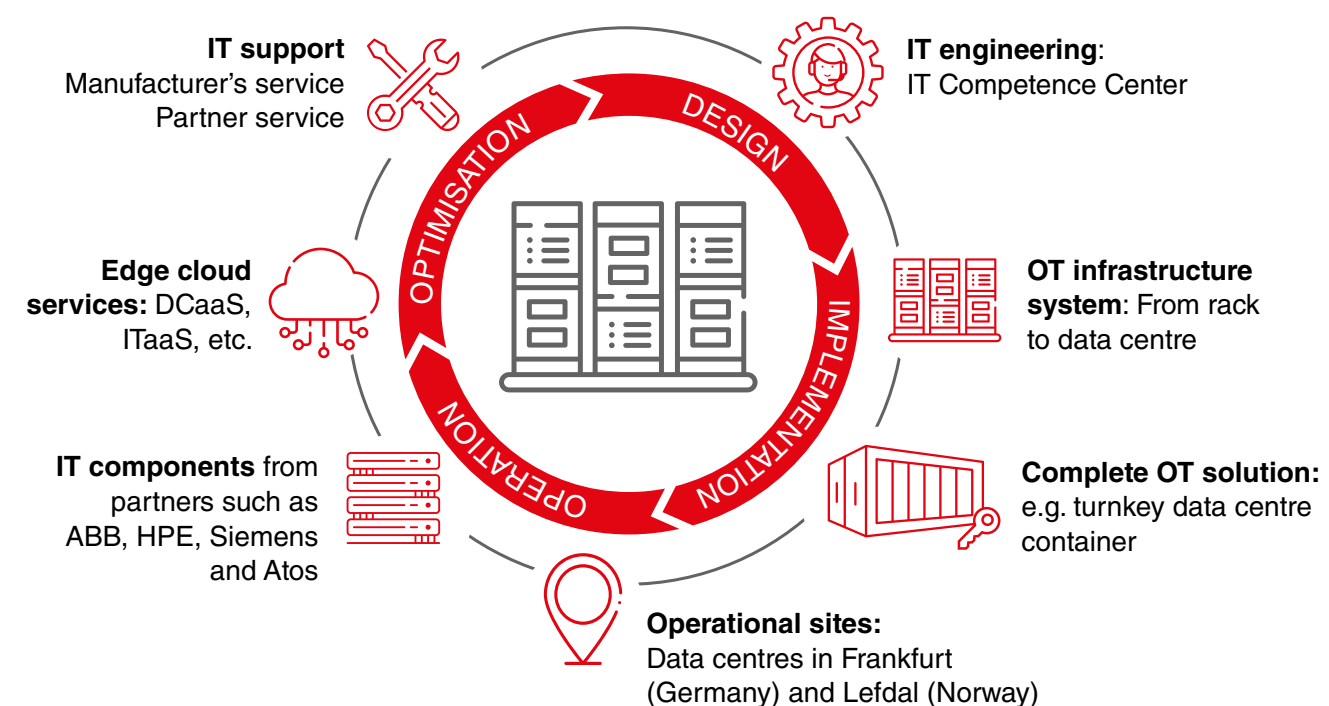 IT support
Manufacturer's service
Partner service
IT engineering:
IT Competence Center
DESIGN
OPTIMISATION
IMPLEMENTATION
OPERATION
Edge cloud
services: DCaaS,
ITaaS, etc.
OT infrastructure
system: From rack
to data centre
IT components from
partners such as
ABB, HPE, Siemens
and Atos
Complete OT solution:
e.g. turnkey data centre
container
Operational sites:
Data centres in Frankfurt
(Germany) and Lefdal (Norway)